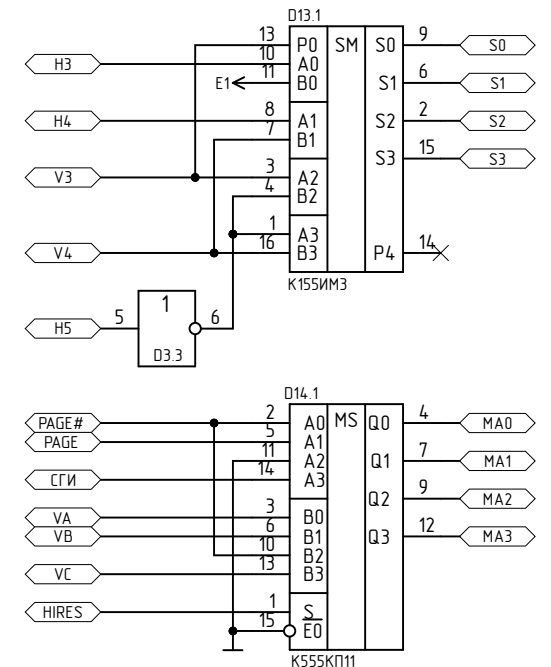 D13.1
13 P0 SM S0 9 S0
H3 10 A0
E1 11 B0 S1 6 S1
H4 8 A1 S2 2 S2
7 B1
V3 3 A2 S3 15 S3
4 B2
1 A3
V4 16 B3 P4 14
К155ИМ3
H5 5 1 6
D3.3
D14.1
PAGE# 2 A0 MS Q0 4 MA0
PAGE 5 A1
11 A2 Q1 7 MA1
СГИ 14 A3
Q2 9 MA2
VA 3 B0
VB 6 B1 Q3 12 MA3
10 B2
VC 13 B3
HIRES 1 S
15 E0
К555КП11